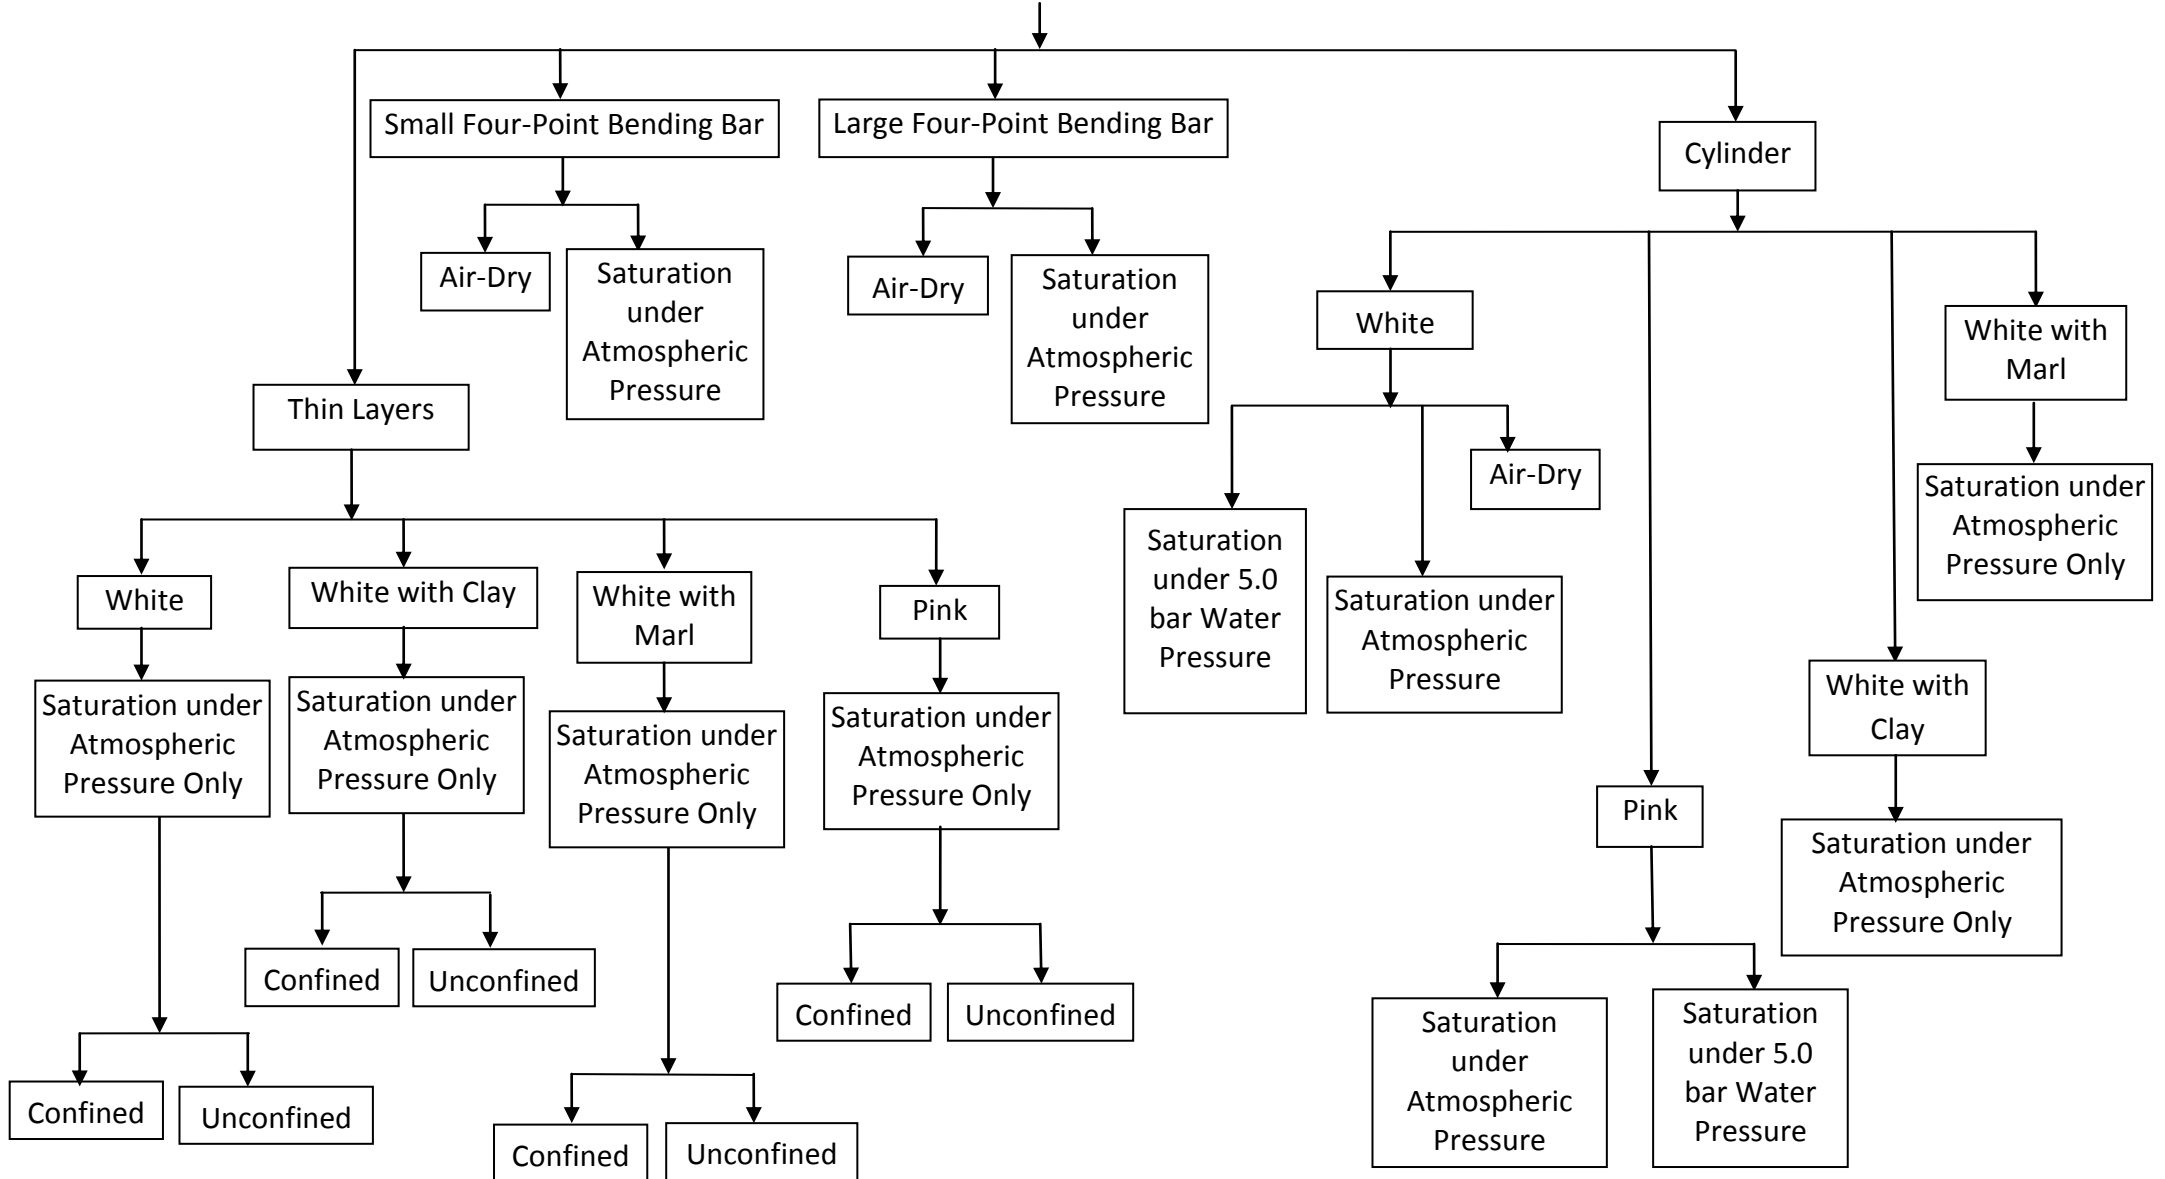 Small Four-Point Bending Bar
Large Four-Point Bending Bar
Cylinder
Air-Dry
Saturation
under
Atmospheric
Pressure
Air-Dry
Saturation
under
Atmospheric
Pressure
White
White with
Marl
Thin Layers
Air-Dry
Saturation under
Atmospheric
Pressure Only
Saturation
under 5.0
bar Water
Pressure
Saturation under
Atmospheric
Pressure
White
White with Clay
White with
Marl
Pink
White with
Clay
Saturation under
Atmospheric
Pressure Only
Saturation under
Atmospheric
Pressure Only
Saturation under
Atmospheric
Pressure Only
Saturation under
Atmospheric
Pressure Only
Pink
Saturation under
Atmospheric
Pressure Only
Confined
Unconfined
Confined
Unconfined
Saturation
under
Atmospheric
Pressure
Saturation
under 5.0
bar Water
Pressure
Confined
Unconfined
Confined
Unconfined